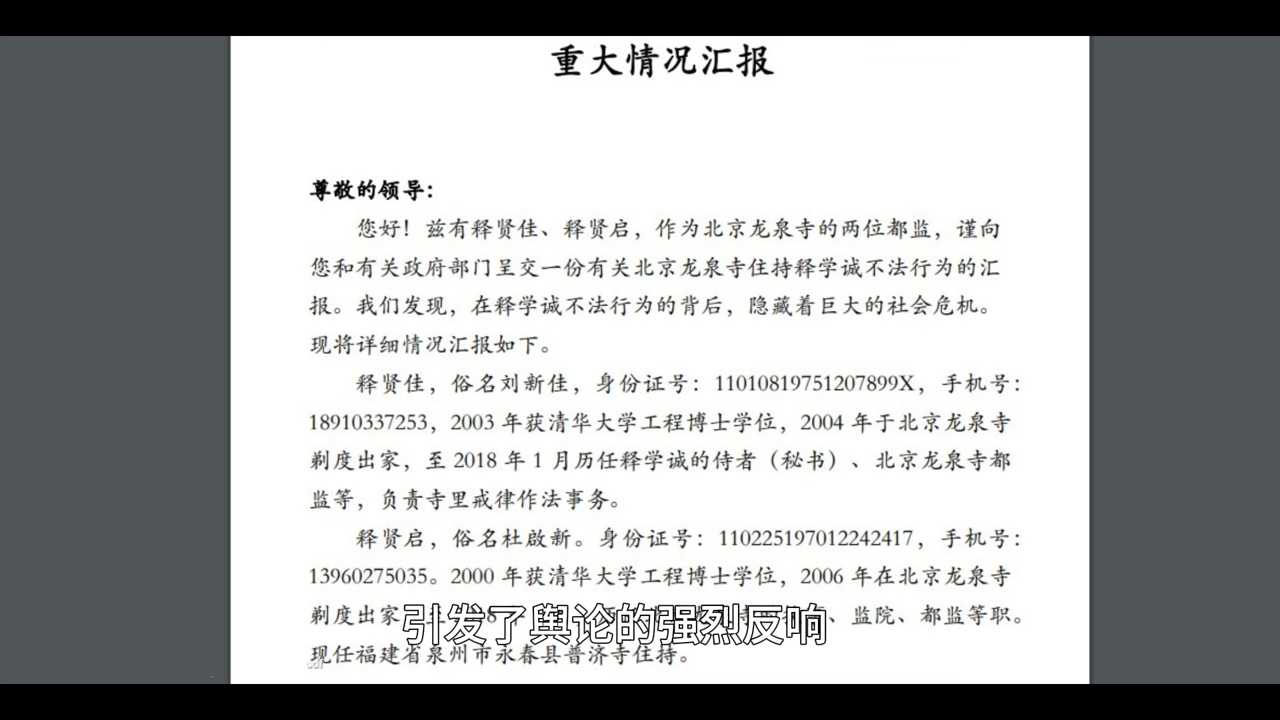 重大情况汇报
尊敬的领导：
您好！兹有释贤佳、释贤启，作为北京龙泉寺的两位都监，谨向
您和有关政府部门呈交一份有关北京龙泉寺住持释学诚不法行为的汇
报。我们发现，在释学诚不法行为的背后，隐藏着巨大的社会危机。
现将详细情况汇报如下。
释贤佳，俗名刘新佳，身份证号：11010819751207899X，手机号：
18910337253，2003 年获清华大学工程博士学位，2004 年于北京龙泉寺
剃度出家，至 2018 年 1 月历任释学诚的侍者（秘书）、北京龙泉寺都
监等，负责寺里戒律作法事务。
释贤启，俗名杜啟新。身份证号：110225197012242417，手机号：
13960275035。2000 年获清华大学工程博士学位，2006 年在北京龙泉寺
剃度出家 、监院、都监等职。
引发了舆论的强烈反响
现任福建省泉州市永春县普济寺住持。